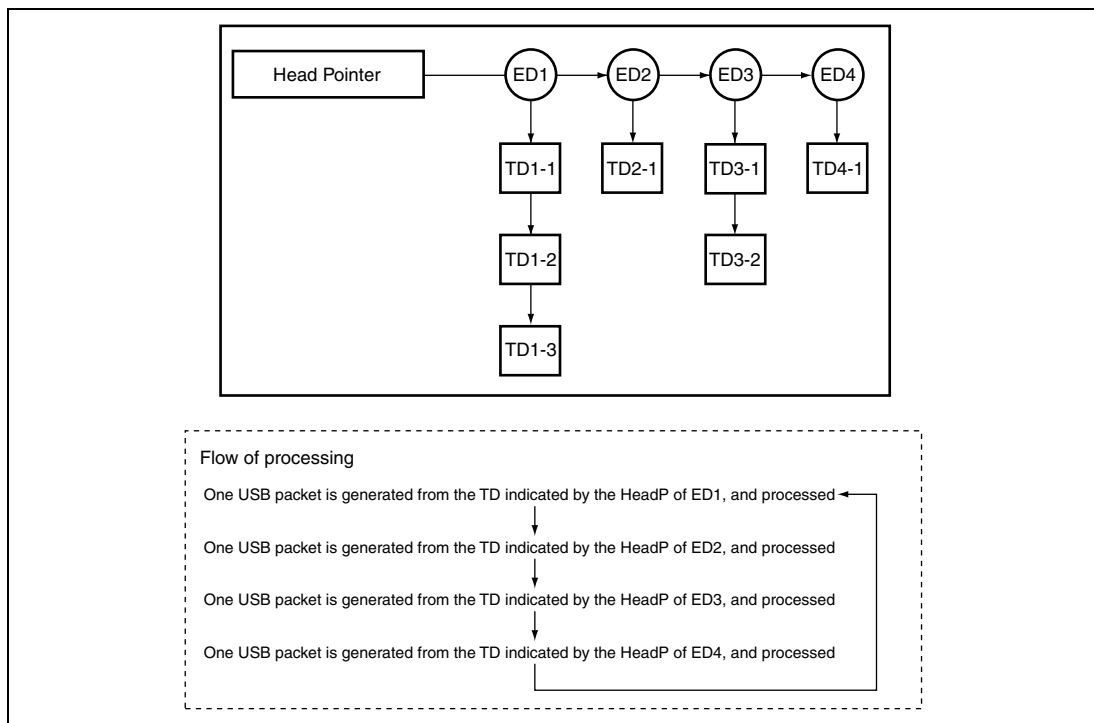 Head Pointer ED1 ED2 ED3 ED4
TD1-1 TD2-1 TD3-1 TD4-1
TD1-2 TD3-2
TD1-3
Flow of processing
One USB packet is generated from the TD indicated by the HeadP of ED1, and processed
One USB packet is generated from the TD indicated by the HeadP of ED2, and processed
One USB packet is generated from the TD indicated by the HeadP of ED3, and processed
One USB packet is generated from the TD indicated by the HeadP of ED4, and processed